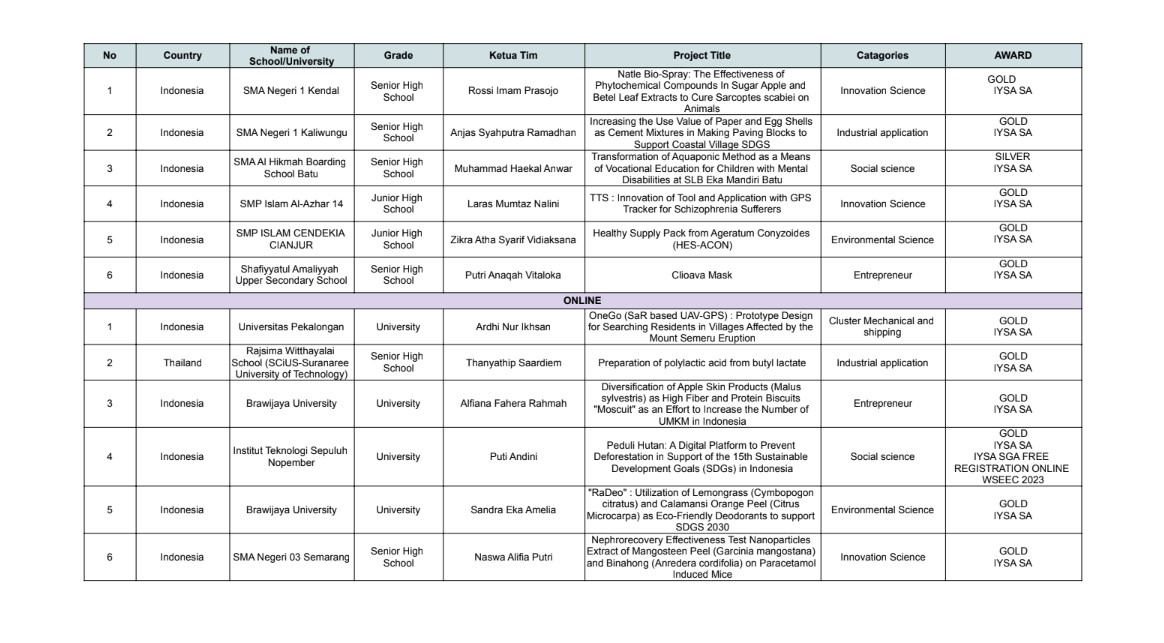 No Country Name of School/University Grade Ketua Tim Project Title Catagories AWARD
1 Indonesia SMA Negeri 1 Kendal Senior High School Rossi Imam Prasojo Natle Bio-Spray: The Effectiveness of Phytochemical Compounds In Sugar Apple and Betel Leaf Extracts to Cure Sarcoptes scabiei on Animals Innovation Science GOLD IYSA SA
2 Indonesia SMA Negeri 1 Kaliwungu Senior High School Anjas Syahputra Ramadhan Increasing the Use Value of Paper and Egg Shells as Cement Mixtures in Making Paving Blocks to Support Coastal Village SDGS Industrial application GOLD IYSA SA
3 Indonesia SMA Al Hikmah Boarding School Batu Senior High School Muhammad Haekal Anwar Transformation of Aquaponic Method as a Means of Vocational Education for Children with Mental Disabilities at SLB Eka Mandiri Batu Social science SILVER IYSA SA
4 Indonesia SMP Islam Al-Azhar 14 Junior High School Laras Mumtaz Nalini TTS : Innovation of Tool and Application with GPS Tracker for Schizophrenia Sufferers Innovation Science GOLD IYSA SA
5 Indonesia SMP ISLAM CENDEKIA CIANJUR Junior High School Zikra Atha Syarif Vidiaksana Healthy Supply Pack from Ageratum Conyzoides (HES-ACON) Environmental Science GOLD IYSA SA
6 Indonesia Shafiyyatul Amaliyyah Upper Secondary School Senior High School Putri Anaqah Vitaloka Clioava Mask Entrepreneur GOLD IYSA SA
ONLINE
1 Indonesia Universitas Pekalongan University Ardhi Nur Ikhsan OneGo (SaR based UAV-GPS) : Prototype Design for Searching Residents in Villages Affected by the Mount Semeru Eruption Cluster Mechanical and shipping GOLD IYSA SA
2 Thailand Rajsima Witthayalai School (SCiUS-Suranaree University of Technology) Senior High School Thanyathip Saardiem Preparation of polylactic acid from butyl lactate Industrial application GOLD IYSA SA
3 Indonesia Brawijaya University University Alfiana Fahera Rahmah Diversification of Apple Skin Products (Malus sylvestris) as High Fiber and Protein Biscuits "Moscuit" as an Effort to Increase the Number of UMKM in Indonesia Entrepreneur GOLD IYSA SA
4 Indonesia Institut Teknologi Sepuluh Nopember University Puti Andini Peduli Hutan: A Digital Platform to Prevent Deforestation in Support of the 15th Sustainable Development Goals (SDGs) in Indonesia Social science GOLD IYSA SA IYSA SGA FREE REGISTRATION ONLINE WSEEC 2023
5 Indonesia Brawijaya University University Sandra Eka Amelia "RaDeo" : Utilization of Lemongrass (Cymbopogon citratus) and Calamansi Orange Peel (Citrus Microcarpa) as Eco-Friendly Deodorants to support SDGS 2030 Environmental Science GOLD IYSA SA
6 Indonesia SMA Negeri 03 Semarang Senior High School Naswa Alifia Putri Nephrorecovery Effectiveness Test Nanoparticles Extract of Mangosteen Peel (Garcinia mangostana) and Binahong (Anredera cordifolia) on Paracetamol Induced Mice Innovation Science GOLD IYSA SA